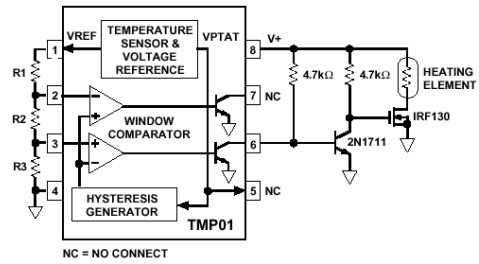 TEMPERATURE
SENSOR &
VOLTAGE
REFERENCE
VREF
VPTAT
1
8
V+
R1
4.7kΩ
4.7kΩ
HEATING
ELEMENT
2
7
NC
R2
WINDOW
COMPARATOR
IRF130
3
6
2N1711
R3
4
5
NC
HYSTERESIS
GENERATOR
TMP01
NC = NO CONNECT